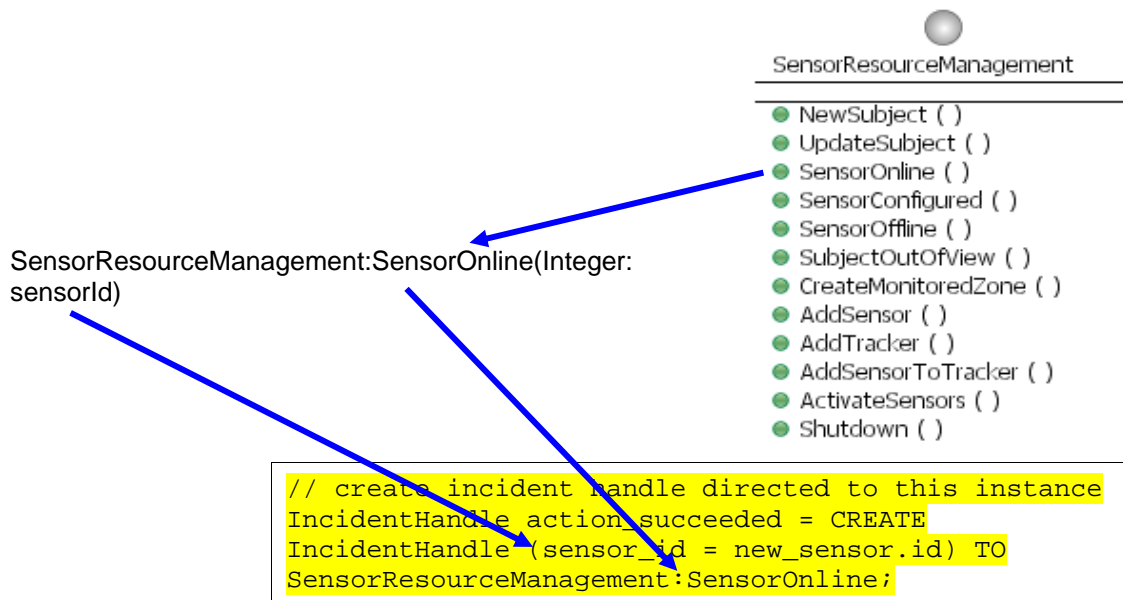 SensorResourceManagement
NewSubject ( )
UpdateSubject ( )
SensorOnline ( )
SensorConfigured ( )
SensorOffline ( )
SubjectOutOfView ( )
CreateMonitoredZone ( )
AddSensor ( )
AddTracker ( )
AddSensorToTracker ( )
ActivateSensors ( )
Shutdown ( )
SensorResourceManagement:SensorOnline(Integer:
sensorId)
// create incident handle directed to this instance
IncidentHandle action_succeeded = CREATE
IncidentHandle (sensor_id = new_sensor.id) TO
SensorResourceManagement:SensorOnline;